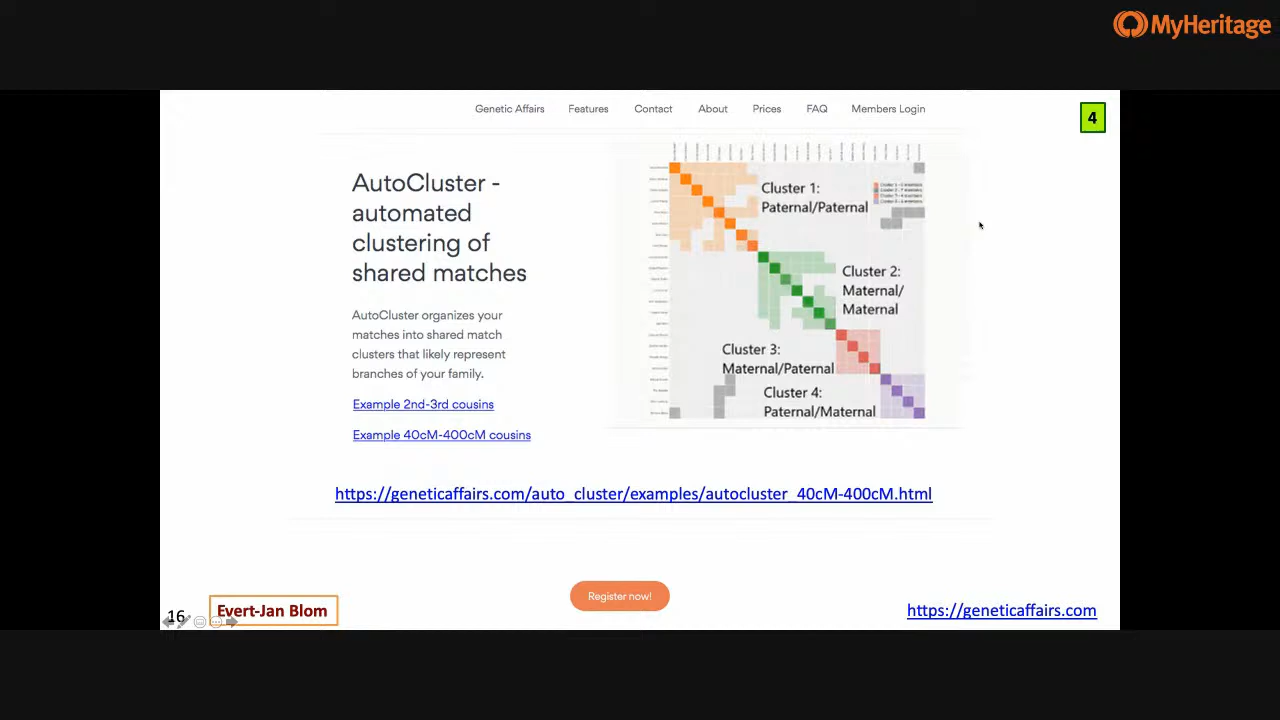 MyHeritage
Genetic Affairs Features Contact About Prices FAQ Members Login
4
AutoCluster -
automated
clustering of
shared matches
AutoCluster organizes your
matches into shared match
clusters that likely represent
branches of your family.
Example 2nd-3rd cousins
Example 40cM-400cM cousins
Cluster 1:
Paternal/Paternal
Cluster 2:
Maternal/
Maternal
Cluster 3:
Maternal/Paternal
Cluster 4:
Paternal/Maternal
https://geneticaffairs.com/auto_cluster/examples/autocluster_40cM-400cM.html
Register now!
16
Evert-Jan Blom
https://geneticaffairs.com